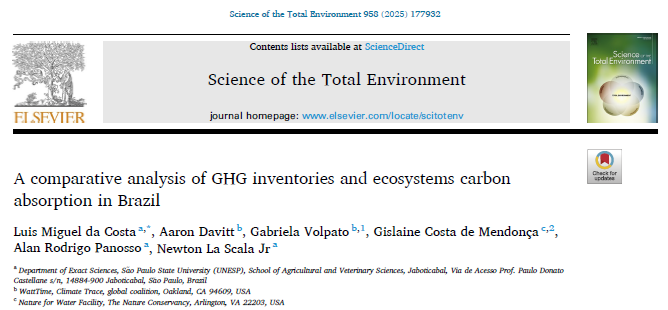 Science of the Total Environment 958 (2025) 177932
ELSEVIER
Contents lists available at ScienceDirect
Science of the Total Environment
journal homepage: www.elsevier.com/locate/scitotenv
Science of the
Total Environment
Check for
updates
A comparative analysis of GHG inventories and ecosystems carbon
absorption in Brazil
Luis Miguel da Costa a,*, Aaron Davitt b, Gabriela Volpato b,1, Gislaine Costa de Mendonça c,2,
Alan Rodrigo Panosso a, Newton La Scala Jr a
a Department of Exact Sciences, São Paulo State University (UNESP), School of Agricultural and Veterinary Sciences, Jaboticabal, Via de Acesso Prof. Paulo Donato
Castellane s/n, 14884-900 Jaboticabal, São Paulo, Brazil
b WattTime, Climate Trace, global coalition, Oakland, CA 94609, USA
c Nature for Water Facility, The Nature Conservancy, Arlington, VA 22203, USA